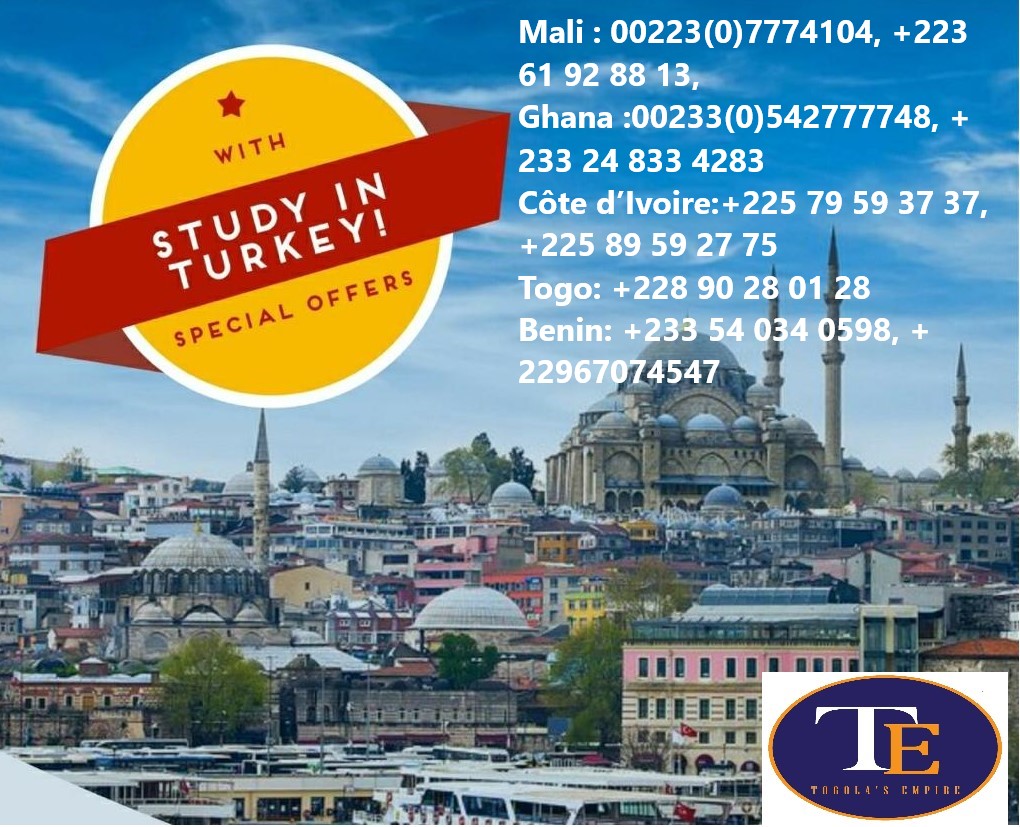 WITH
STUDY IN
TURKEY!
SPECIAL OFFERS
Mali : 00223(0)7774104, +223
61 92 88 13,
Ghana :00233(0)542777748, +
233 24 833 4283
Côte d’Ivoire:+225 79 59 37 37,
+225 89 59 27 75
Togo: +228 90 28 01 28
Benin: +233 54 034 0598, +
22967074547
TE
TOGOLA'S EMPIRE